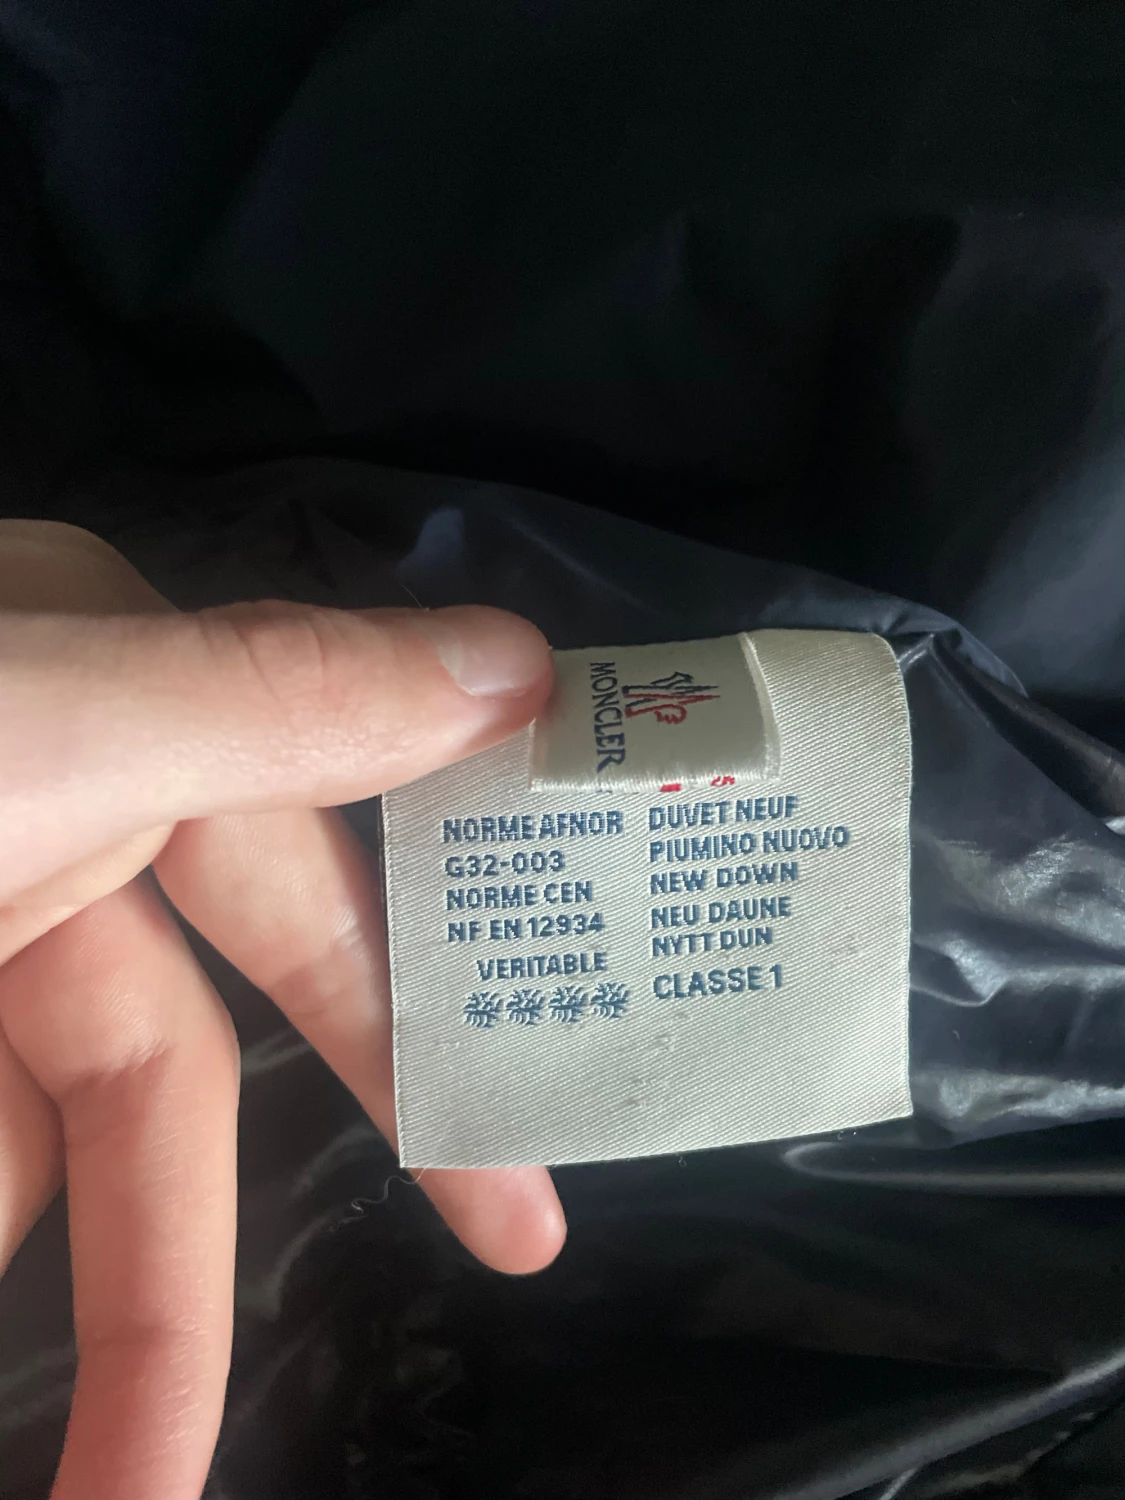 MONCLER
NORME AFNOR
G32-003
NORME CEN
NF EN 12934
VERITABLE
DUVET NEUF
PIUMINO NUOVO
NEW DOWN
NEU DAUNE
NYTT DUN
CLASSE 1